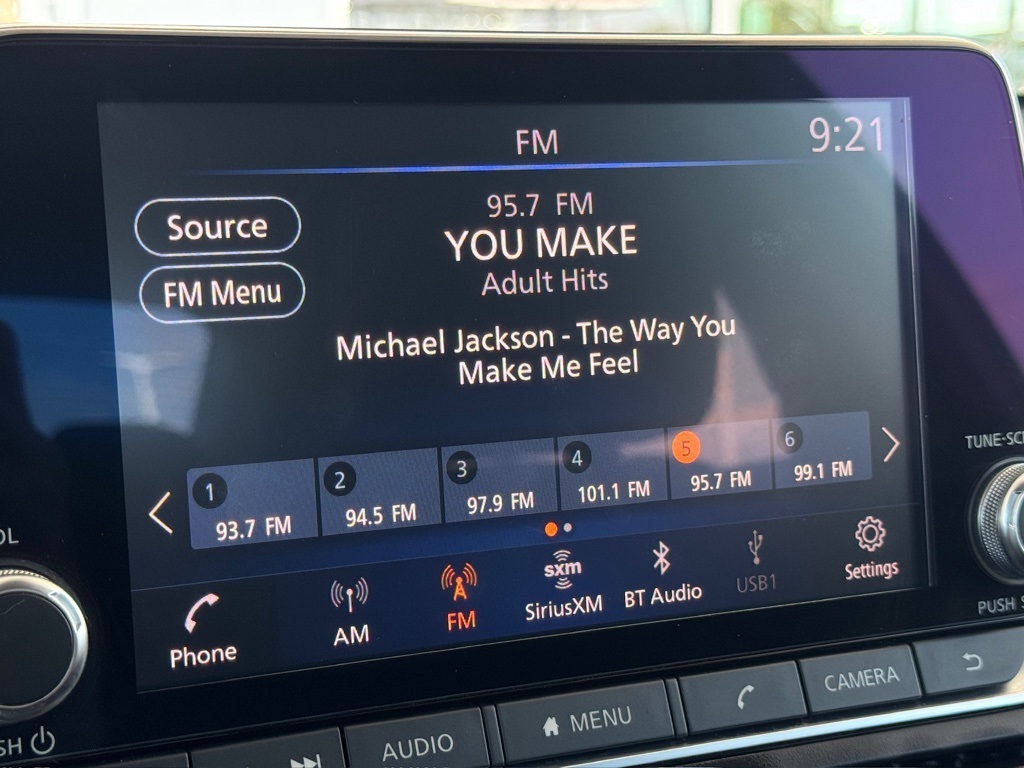 FM
9:21
Source
FM Menu
95.7 FM
YOU MAKE
Adult Hits
Michael Jackson - The Way You
Make Me Feel
1
93.7 FM
2
94.5 FM
3
97.9 FM
4
101.1 FM
5
95.7 FM
6
99.1 FM
Phone
AM
FM
sxm
SiriusXM
BT Audio
USB1
Settings
TUNE-SC
PUSH S
OL
SH
AUDIO
MENU
CAMERA